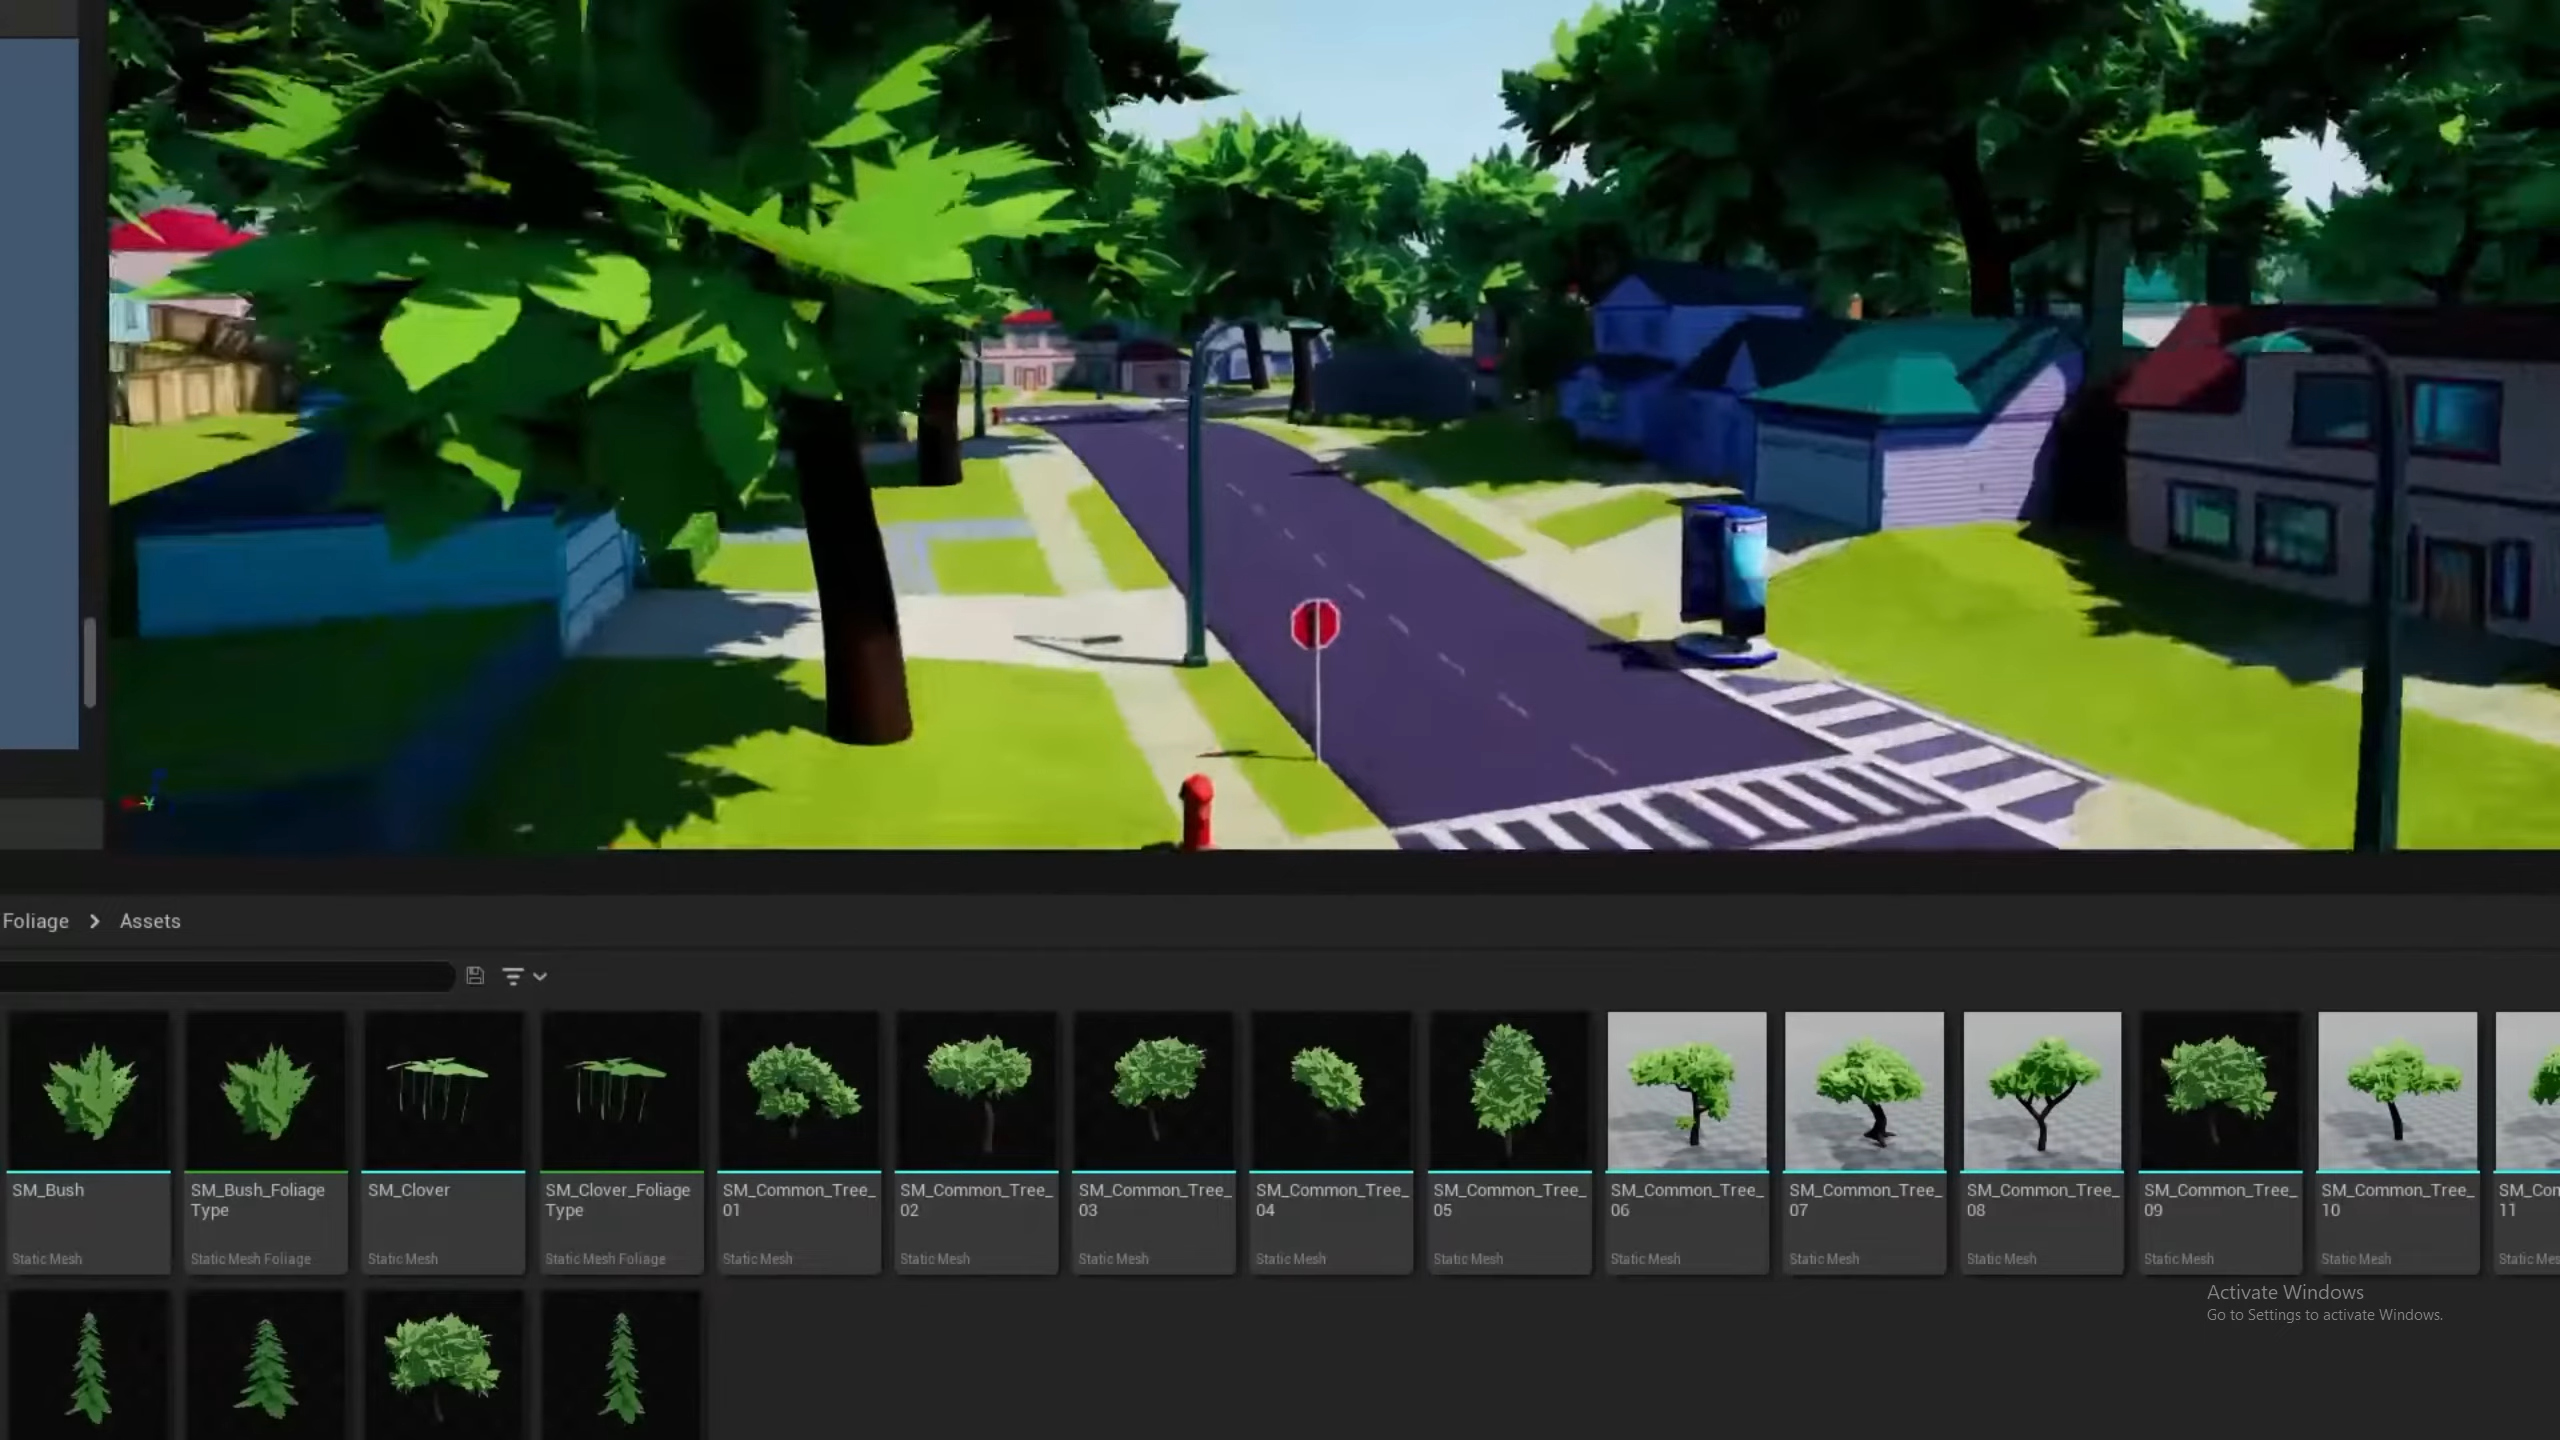 Foliage > Assets
SM_Bush
SM_Bush_Foliage
Type
SM_Clover
SM_Clover_Foliage
Type
SM_Common_Tree_
01
SM_Common_Tree_
02
SM_Common_Tree_
03
SM_Common_Tree_
04
SM_Common_Tree_
05
SM_Common_Tree_
06
SM_Common_Tree_
07
SM_Common_Tree_
08
SM_Common_Tree_
09
SM_Common_Tree_
10
SM_Com
11
Static Mesh
Static Mesh Foliage
Static Mesh
Static Mesh Foliage
Static Mesh
Static Mesh
Static Mesh
Static Mesh
Static Mesh
Static Mesh
Static Mesh
Static Mesh
Static Mesh
Static Mesh
Static Mes
Activate Windows
Go to Settings to activate Windows.